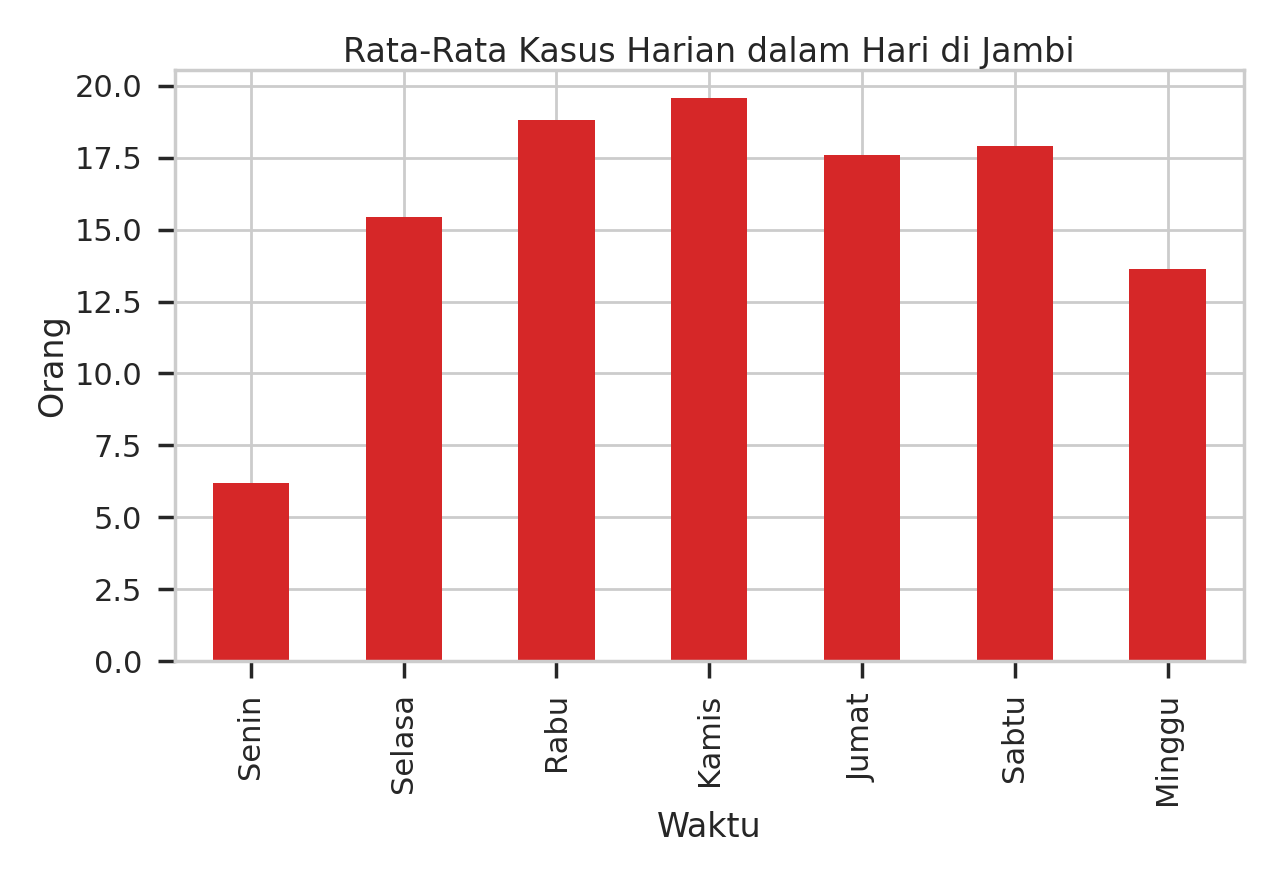 Rata-Rata Kasus Harian dalam Hari di Jambi
20.0
17.5
15.0
12.5
10.0
7.5
5.0
2.5
0.0
Orang
Senin
Selasa
Rabu
Kamis
Jumat
Sabtu
Minggu
Waktu